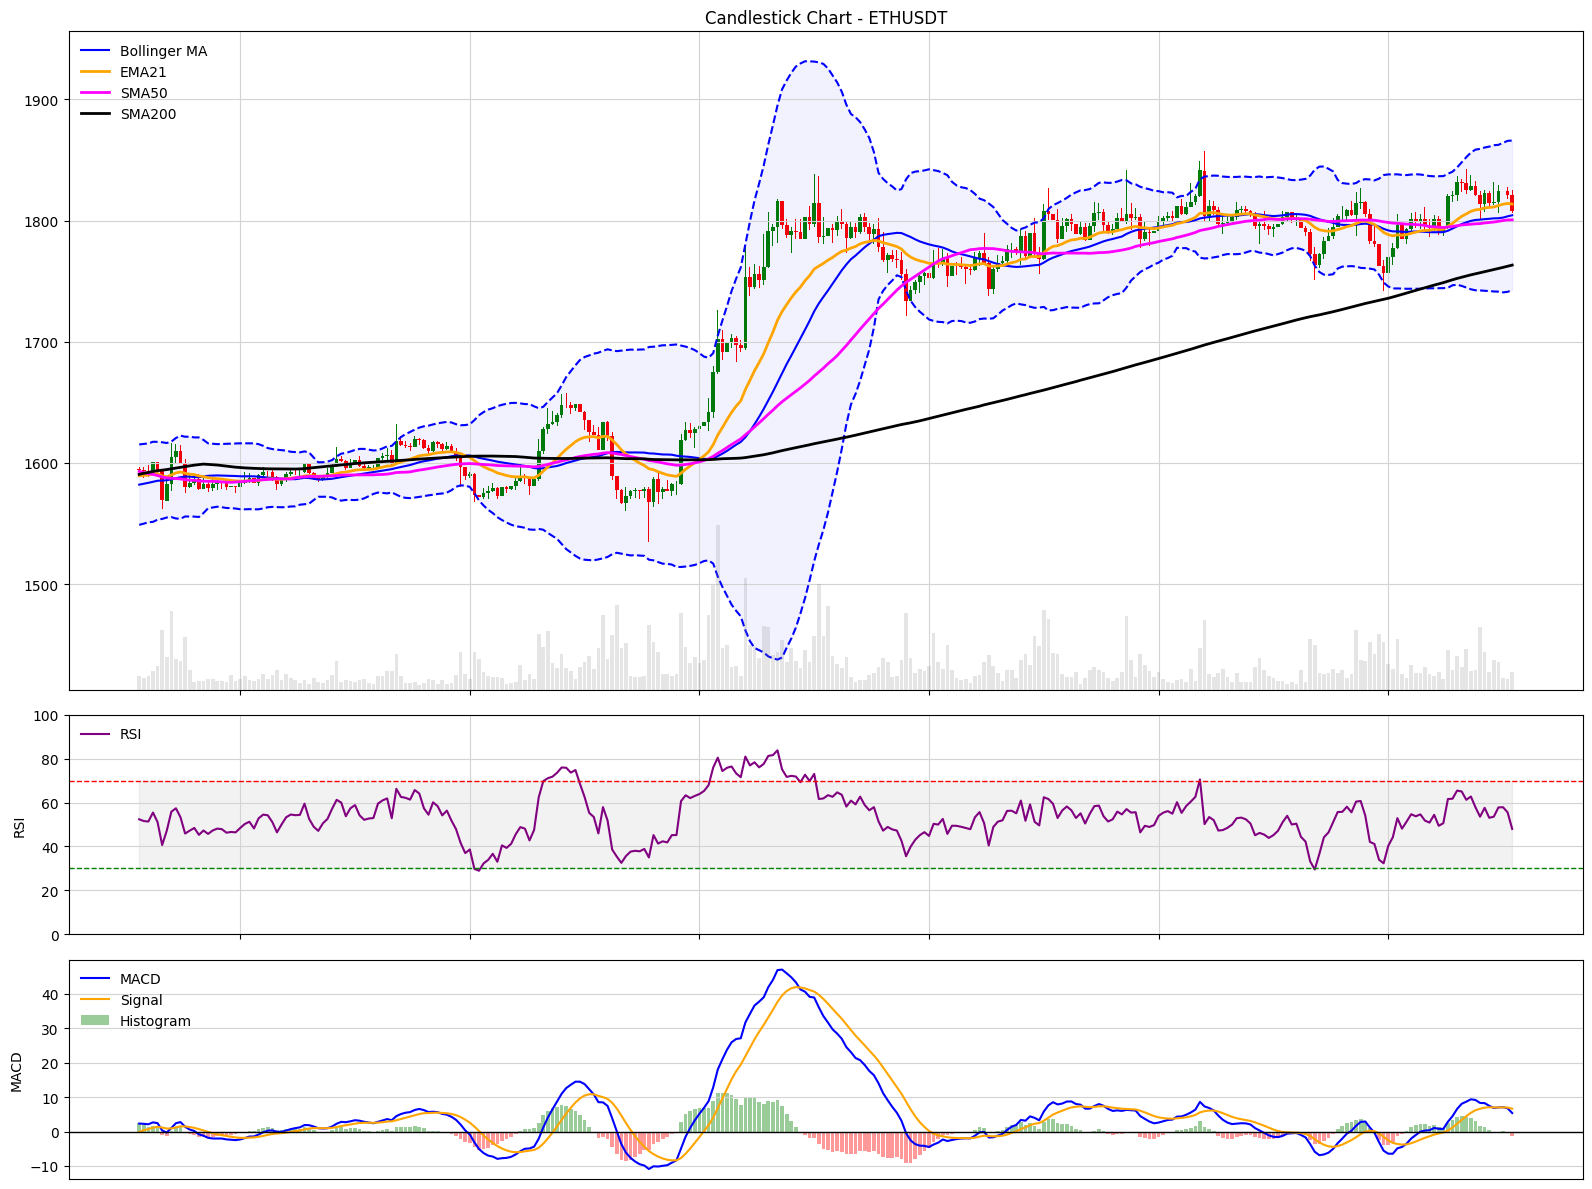 Candlestick Chart - ETHUSDT
Bollinger MA
EMA21
SMA50
SMA200
1900
1800
1700
1600
1500
RSI
100
80
60
40
20
0
RSI
MACD
Signal
Histogram
40
30
20
10
0
−10
MACD